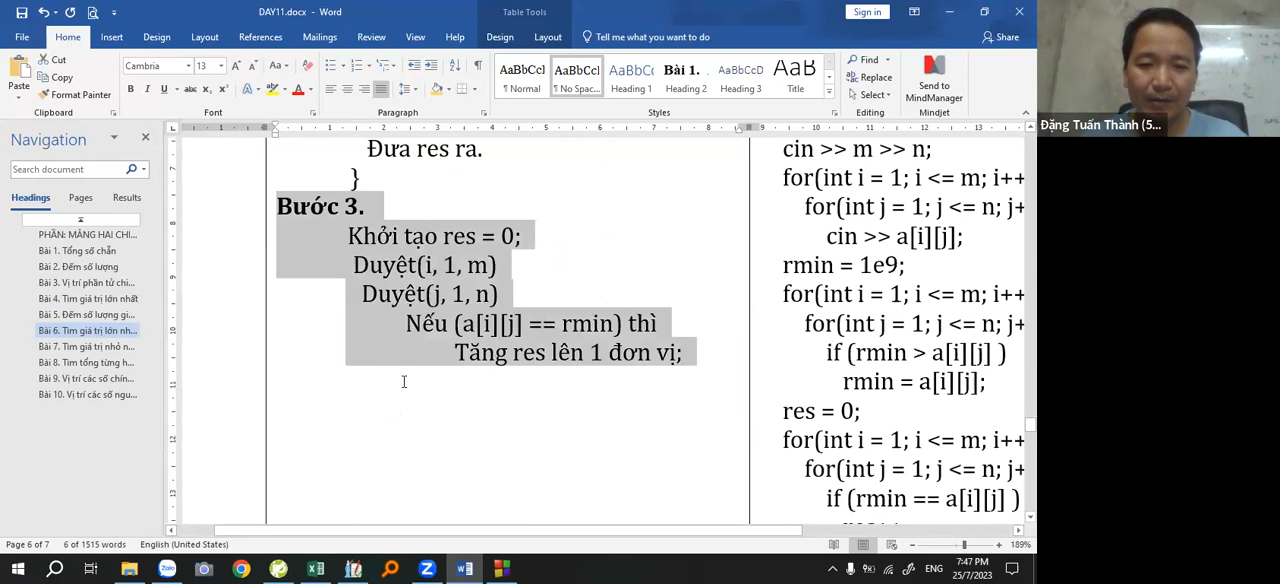 DAY11.docx - Word
Table Tools
Sign in
File
Home
Insert
Design
Layout
References
Mailings
Review
View
Help
Design
Layout
Tell me what you want to do
Share
Paste
Cut
Copy
Format Painter
Clipboard
Cambria
13
Font
Paragraph
AaBbCcI
¶ Normal
AaBbCcI
¶ No Spac...
AaBbCc
Heading 1
Bài 1.
Heading 2
AaBbCcD
Heading 3
AaB
Title
Styles
Find
Replace
Select
Editing
Send to
MindManager
Mindjet
Đặng Tuấn Thành (5...
Navigation
Search document
Headings
Pages
Results
PHẦN: MẢNG HAI CHI...
Bài 1. Tổng số chẵn
Bài 2. Đếm số lượng
Bài 3. Vị trí phần tử chi...
Bài 4. Tìm giá trị lớn nhất
Bài 5. Đếm số lượng gi...
Bài 6. Tìm giá trị lớn nh...
Bài 7. Tìm giá trị nhỏ n...
Bài 8. Tìm tổng từng h...
Bài 9. Vị trí các số chín...
Bài 10. Vị trí các số ngu...
Đưa res ra.
}
Bước 3.
Khởi tạo res = 0;
Duyệt(i, 1, m)
Duyệt(j, 1, n)
Nếu (a[i][j] == rmin) thì
Tăng res lên 1 đơn vị;
cin >> m >> n;
for(int i = 1; i <= m; i++
for(int j = 1; j <= n; j+
cin >> a[i][j];
rmin = 1e9;
for(int i = 1; i <= m; i++
for(int j = 1; j <= n; j+
if (rmin > a[i][j] )
rmin = a[i][j];
res = 0;
for(int i = 1; i <= m; i++
for(int j = 1; j <= n; j+
if (rmin == a[i][j] )
Page 6 of 7
6 of 1515 words
English (United States)
189%
ENG
7:47 PM
25/7/2023